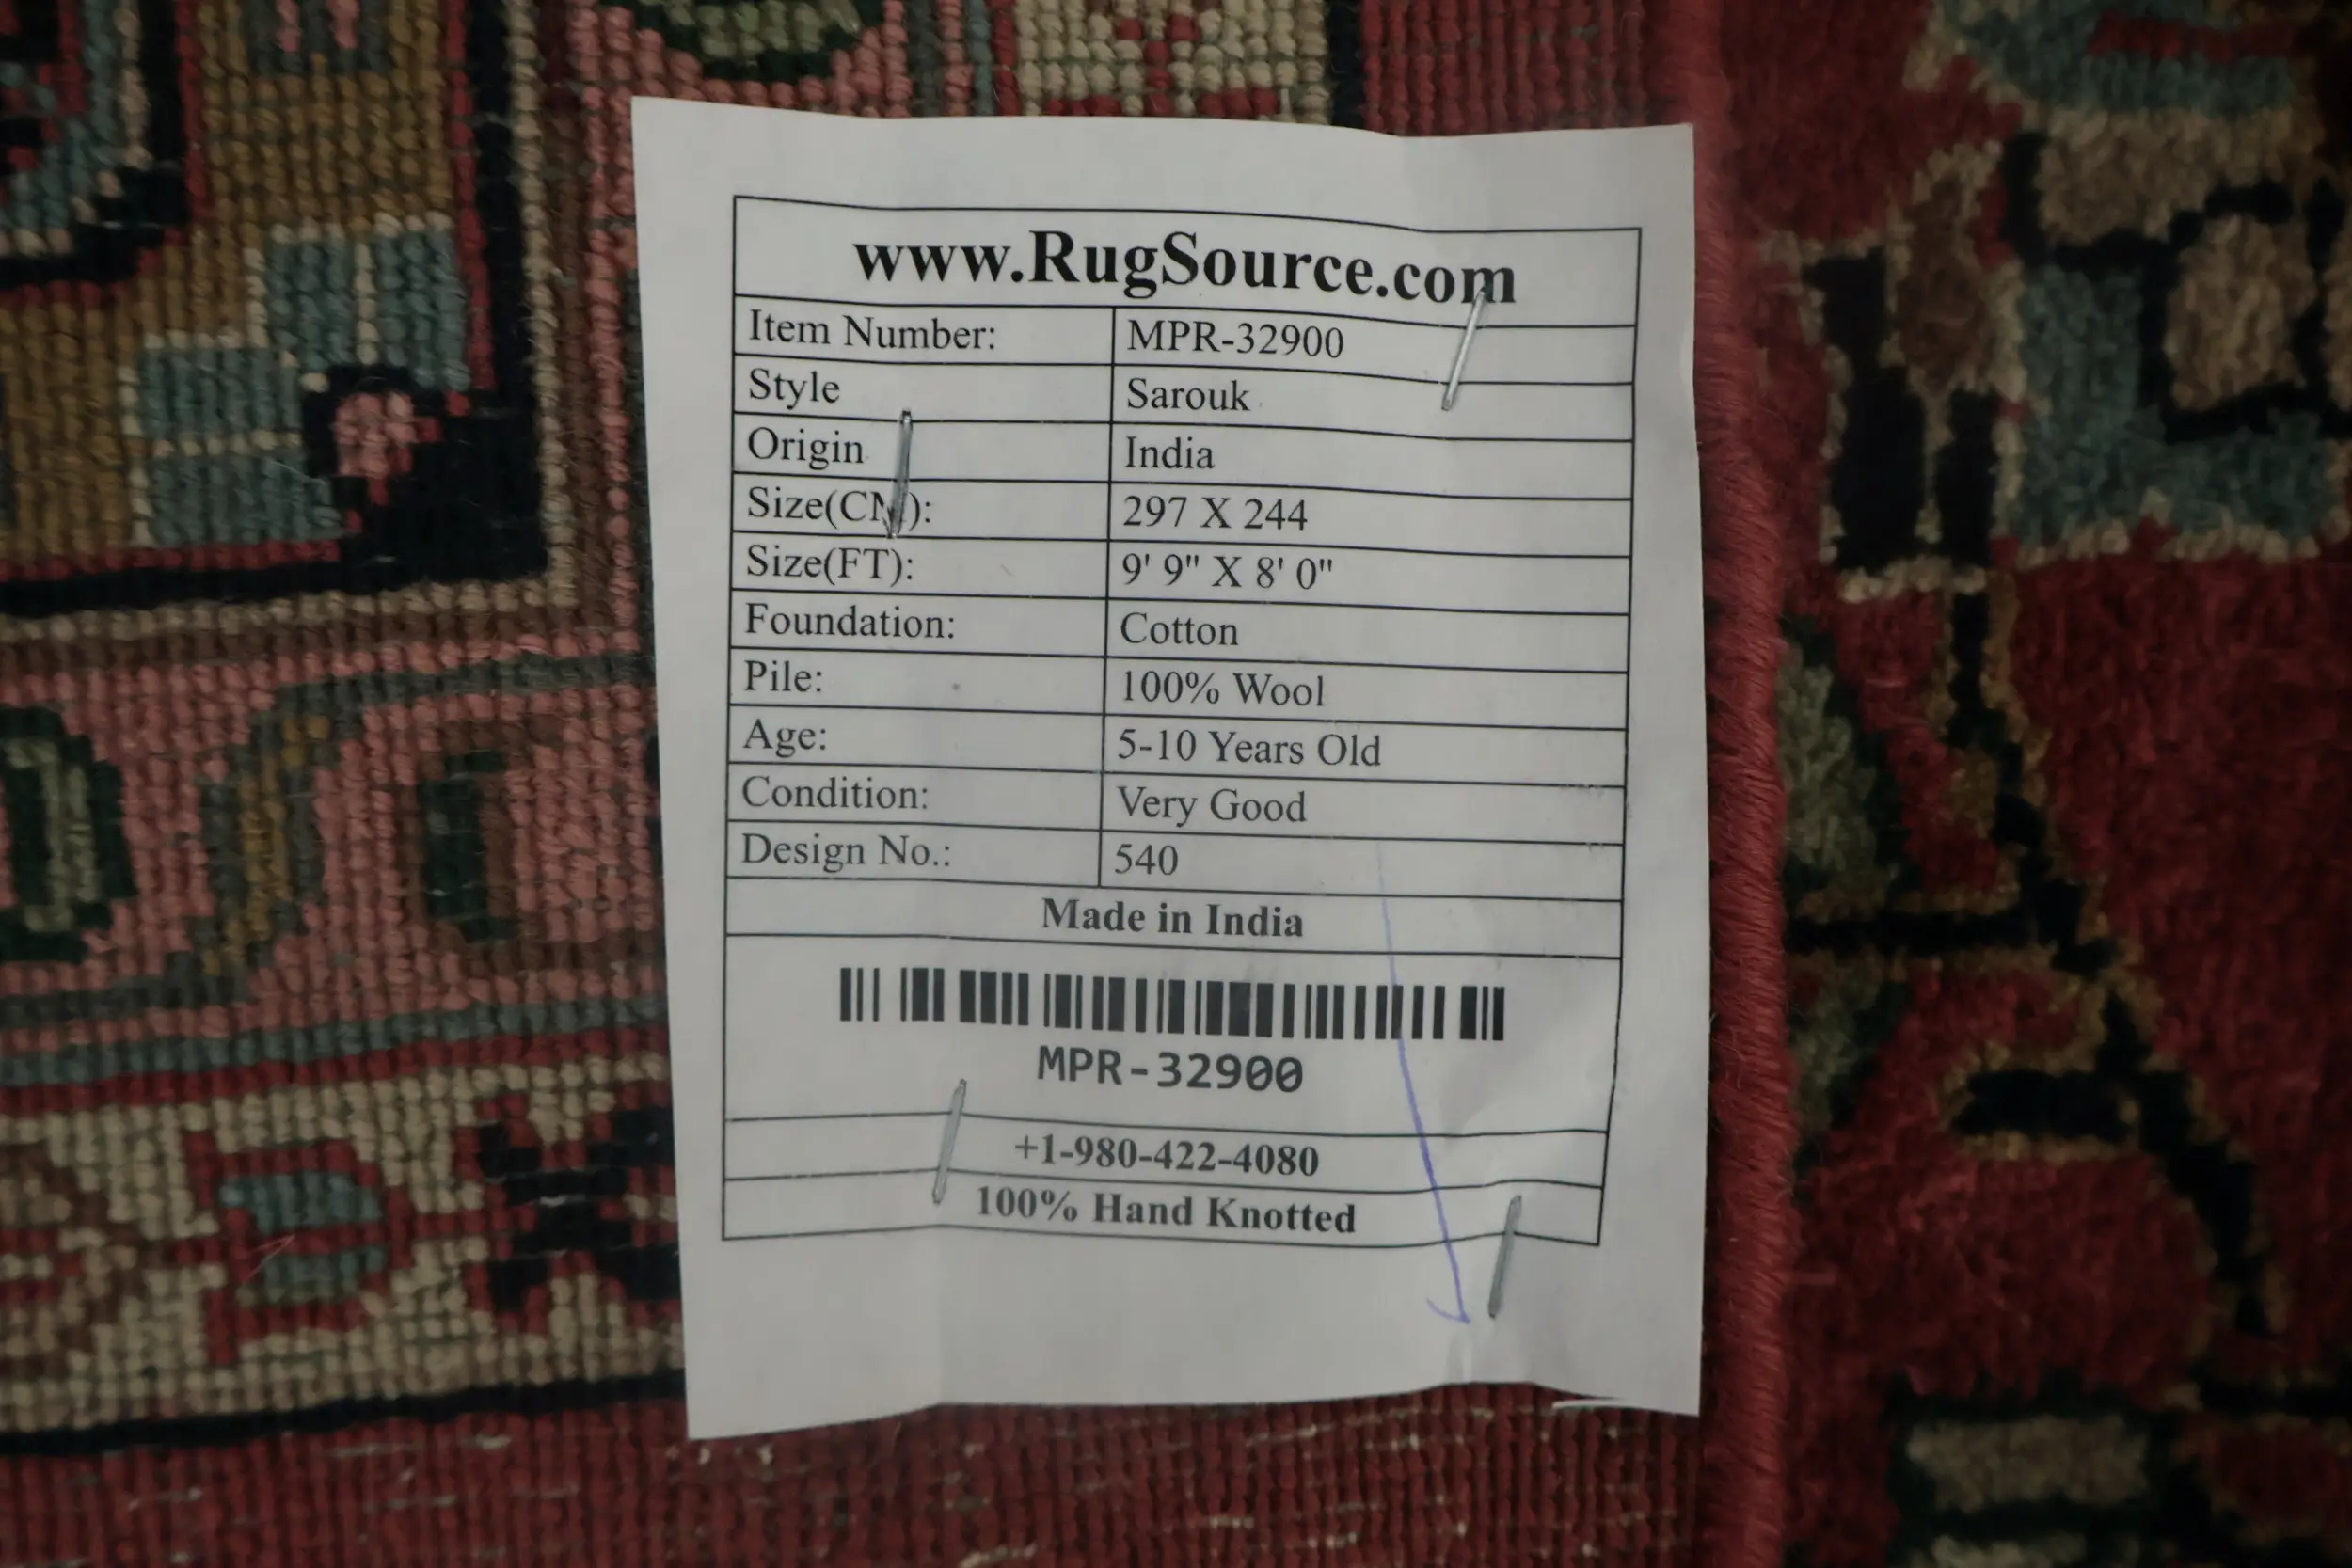 www.RugSource.com
Item Number: MPR-32900
Style Sarouk
Origin India
Size(CM): 297 X 244
Size(FT): 9' 9" X 8' 0"
Foundation: Cotton
Pile: 100% Wool
Age: 5-10 Years Old
Condition: Very Good
Design No.: 540
Made in India
MPR-32900
+1-980-422-4080
100% Hand Knotted